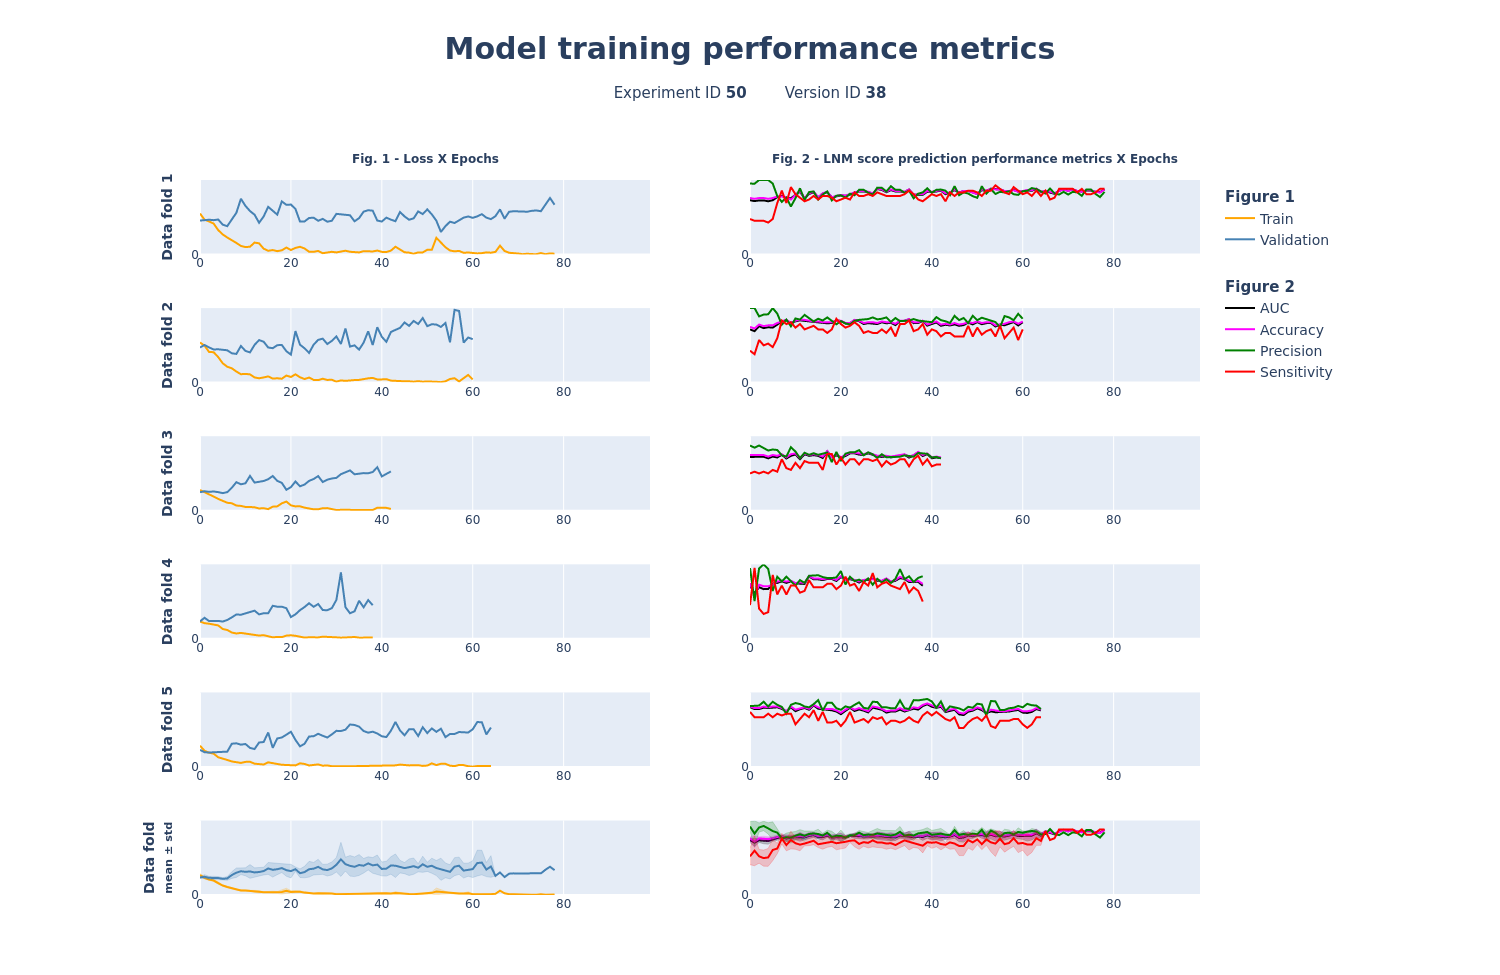 Model training performance metrics
Experiment ID 50 Version ID 38
Fig. 1 - Loss X Epochs
Fig. 2 - LNM score prediction performance metrics X Epochs
Data fold 1
0
0 20 40 60 80
0
0 20 40 60 80
Figure 1
Train
Validation
Figure 2
AUC
Accuracy
Precision
Sensitivity
Data fold 2
0
0 20 40 60 80
0
0 20 40 60 80
Data fold 3
0
0 20 40 60 80
0
0 20 40 60 80
Data fold 4
0
0 20 40 60 80
0
0 20 40 60 80
Data fold 5
0
0 20 40 60 80
0
0 20 40 60 80
Data fold
mean ± std
0
0 20 40 60 80
0
0 20 40 60 80